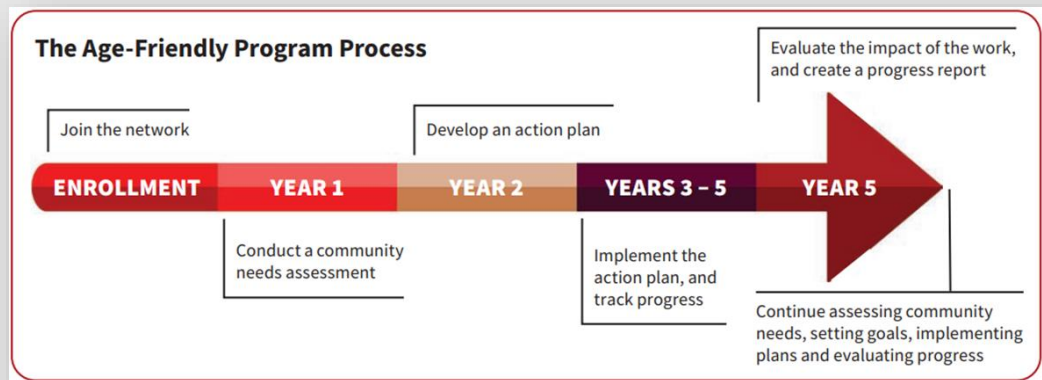 The Age-Friendly Program Process
Evaluate the impact of the work,
and create a progress report
Join the network
Develop an action plan
ENROLLMENT
YEAR 1
YEAR 2
YEARS 3 – 5
YEAR 5
Conduct a community
needs assessment
Implement the
action plan, and
track progress
Continue assessing community
needs, setting goals, implementing
plans and evaluating progress